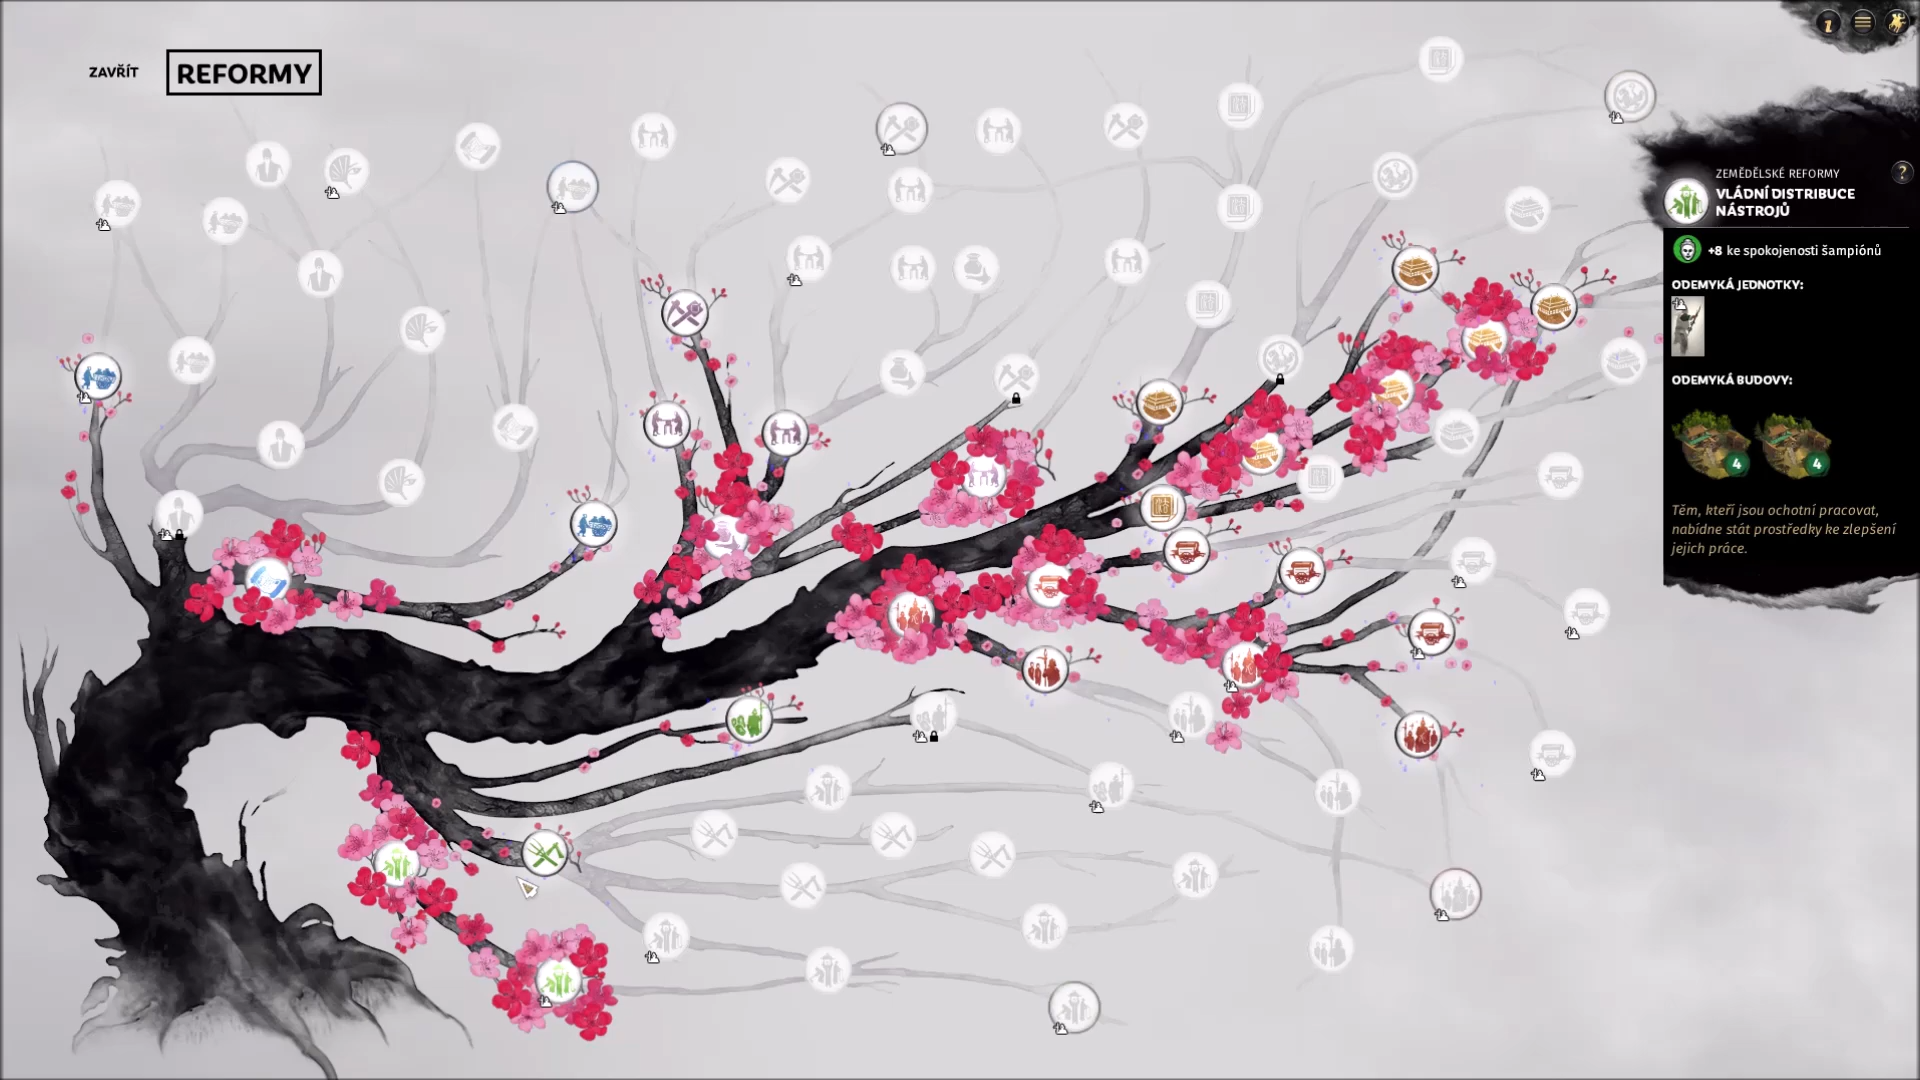 ZAVŘÍT
REFORMY
ZEMĚDĚLSKÉ REFORMY
VLÁDNÍ DISTRIBUCE
NÁSTROJŮ
?
+8 ke spokojenosti šampiónů
ODEMYKÁ JEDNOTKY:
ODEMYKÁ BUDOVY:
4
4
Těm, kteří jsou ochotní pracovat,
nabídne stát prostředky ke zlepšení
jejich práce.